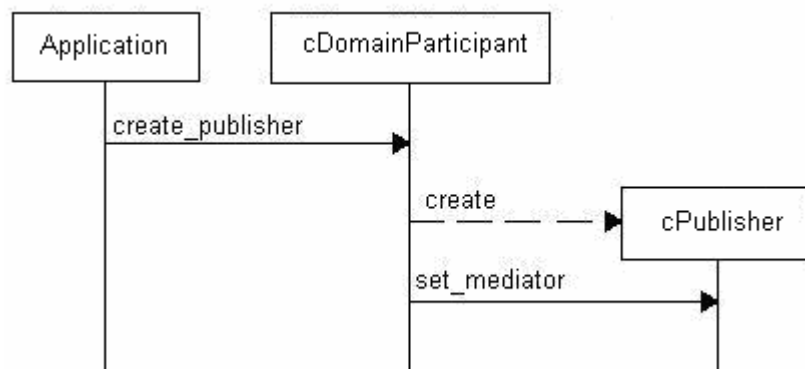 Application
cDomainParticipant
create_publisher
create
cPublisher
set_mediator